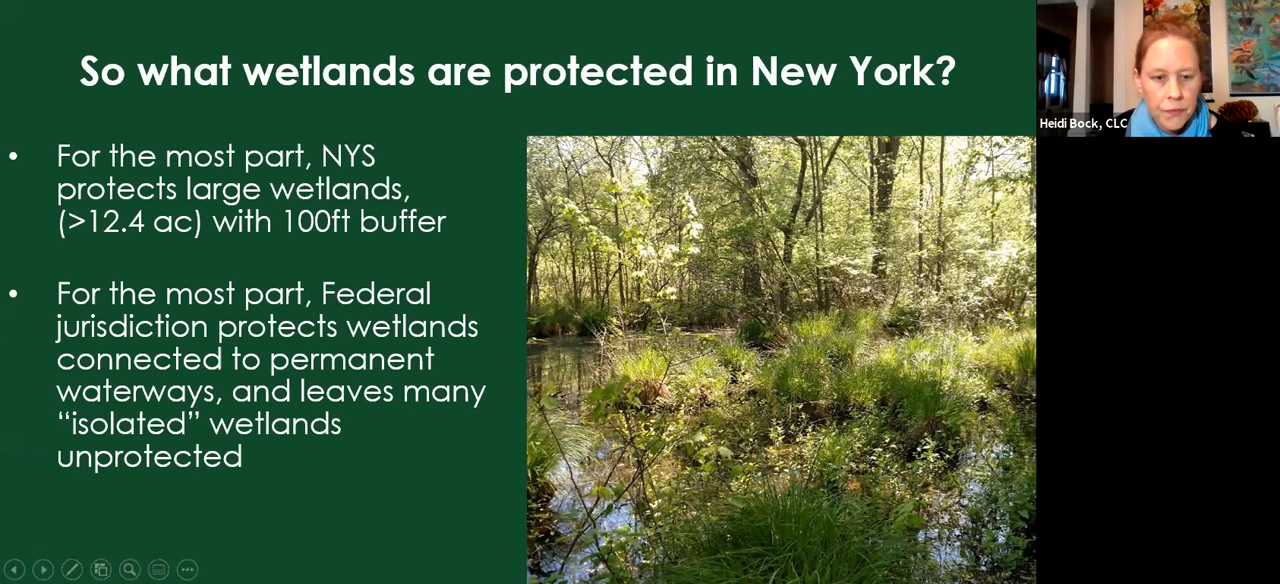 So what wetlands are protected in New York?
• For the most part, NYS
protects large wetlands,
(>12.4 ac) with 100ft buffer
• For the most part, Federal
jurisdiction protects wetlands
connected to permanent
waterways, and leaves many
“isolated” wetlands
unprotected
Heidi Bock, CLC